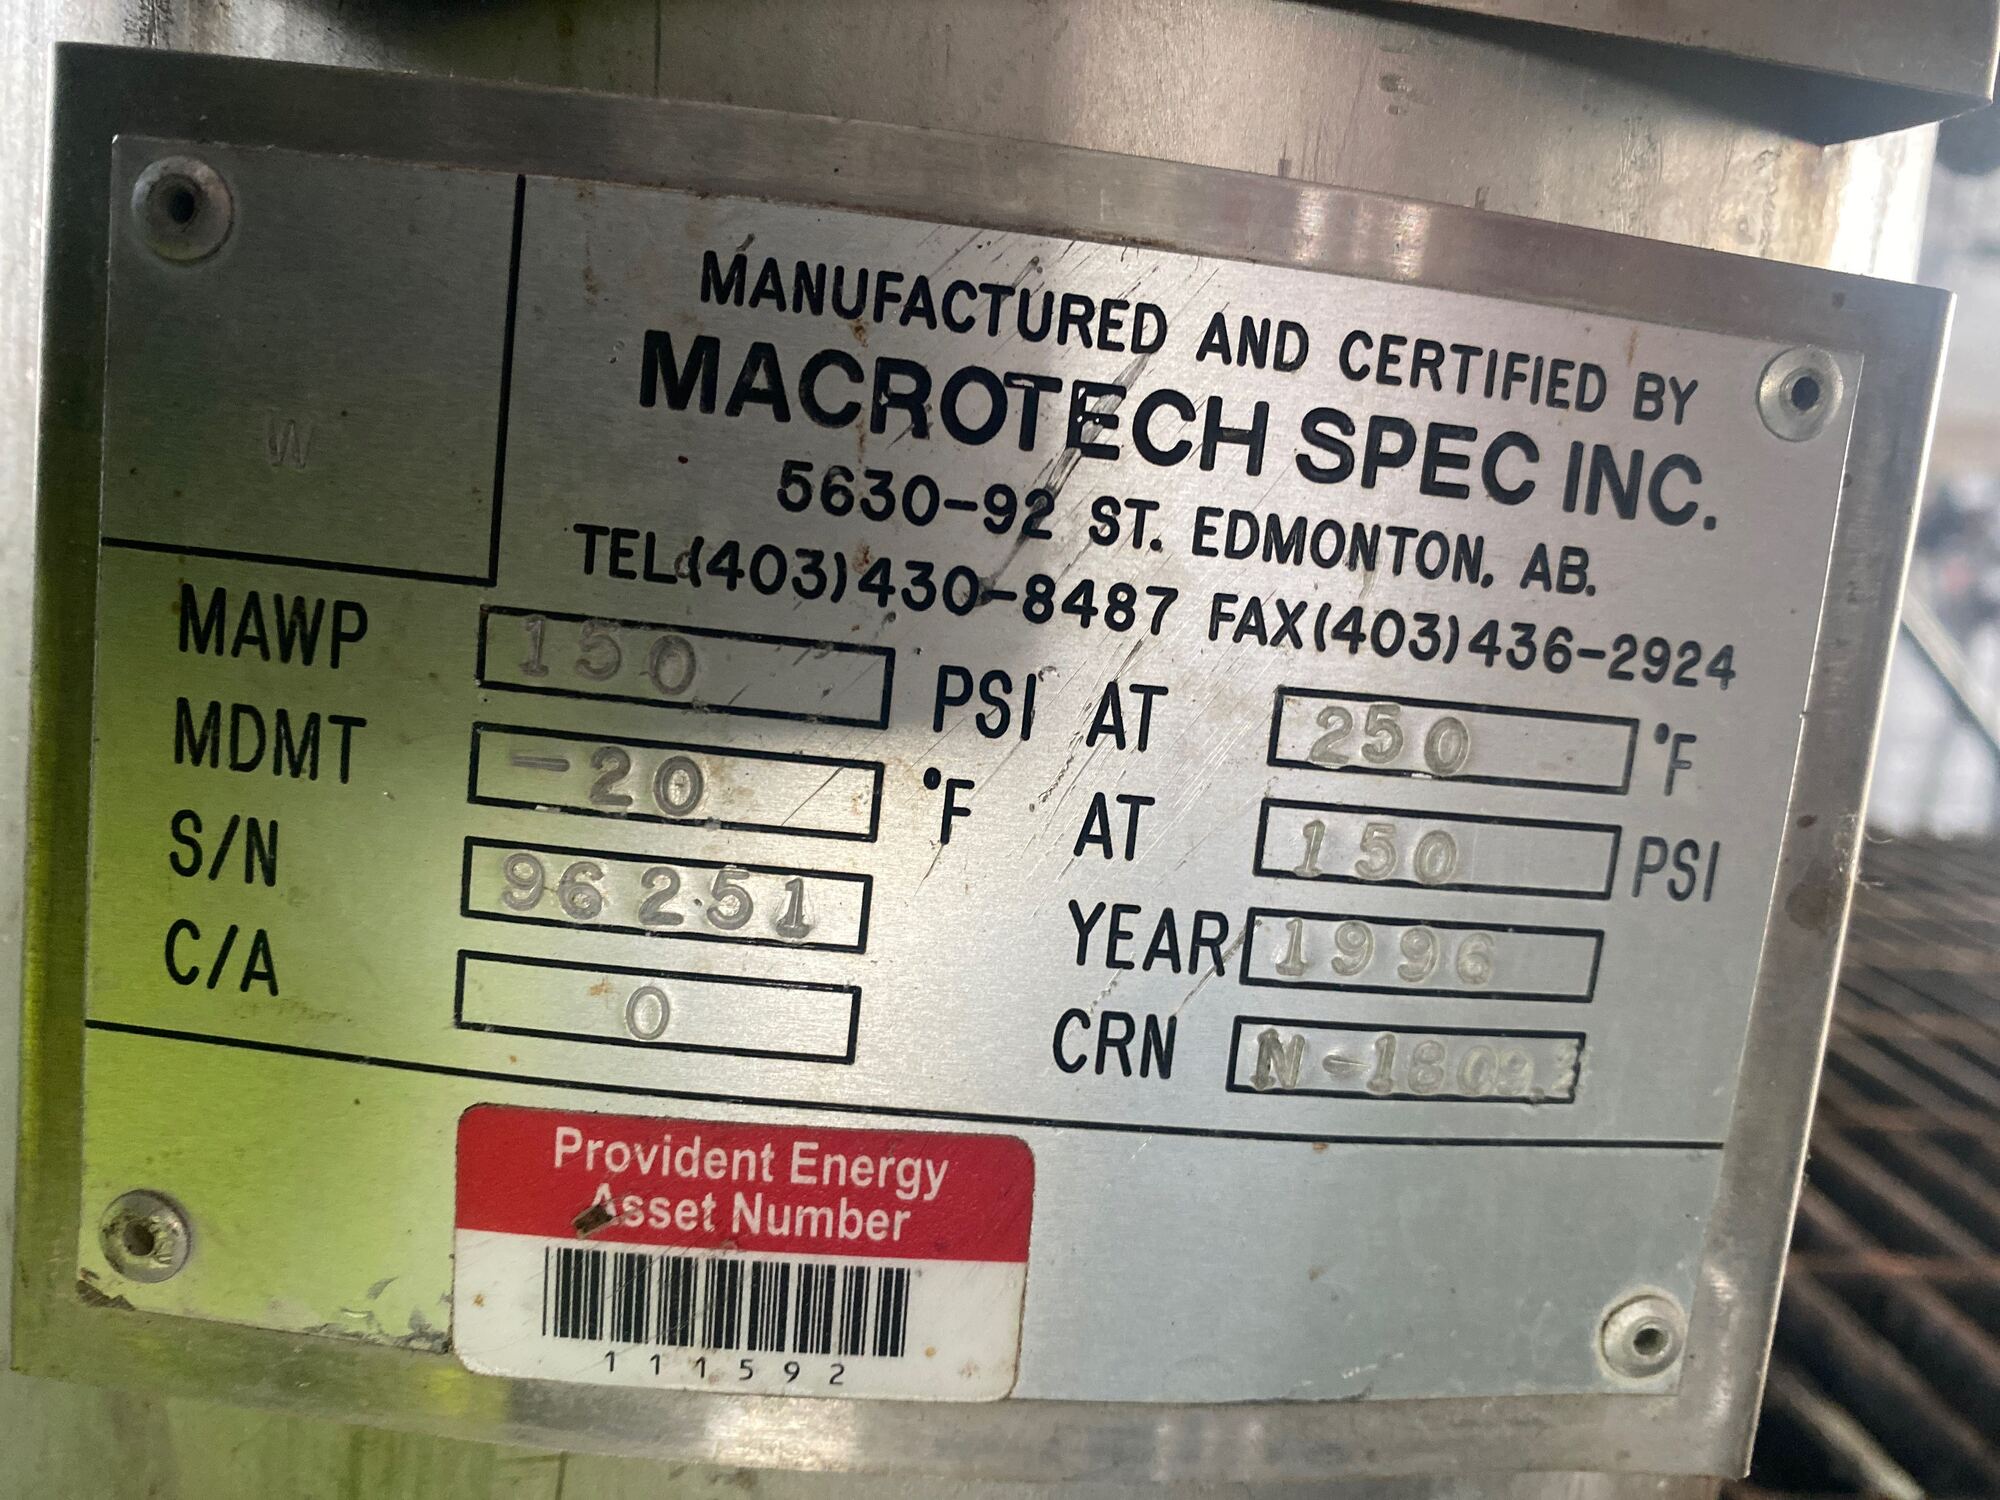 MANUFACTURED AND CERTIFIED BY
MACROTECH SPEC INC.
5630-92 ST. EDMONTON, AB.
TEL(403)430-8487 FAX(403)436-2924
W
MAWP 150 PSI AT 250 °F
MDMT -20 °F AT 150 PSI
S/N 96251 YEAR 1996
C/A 0 CRN
Provident Energy
Asset Number
111592